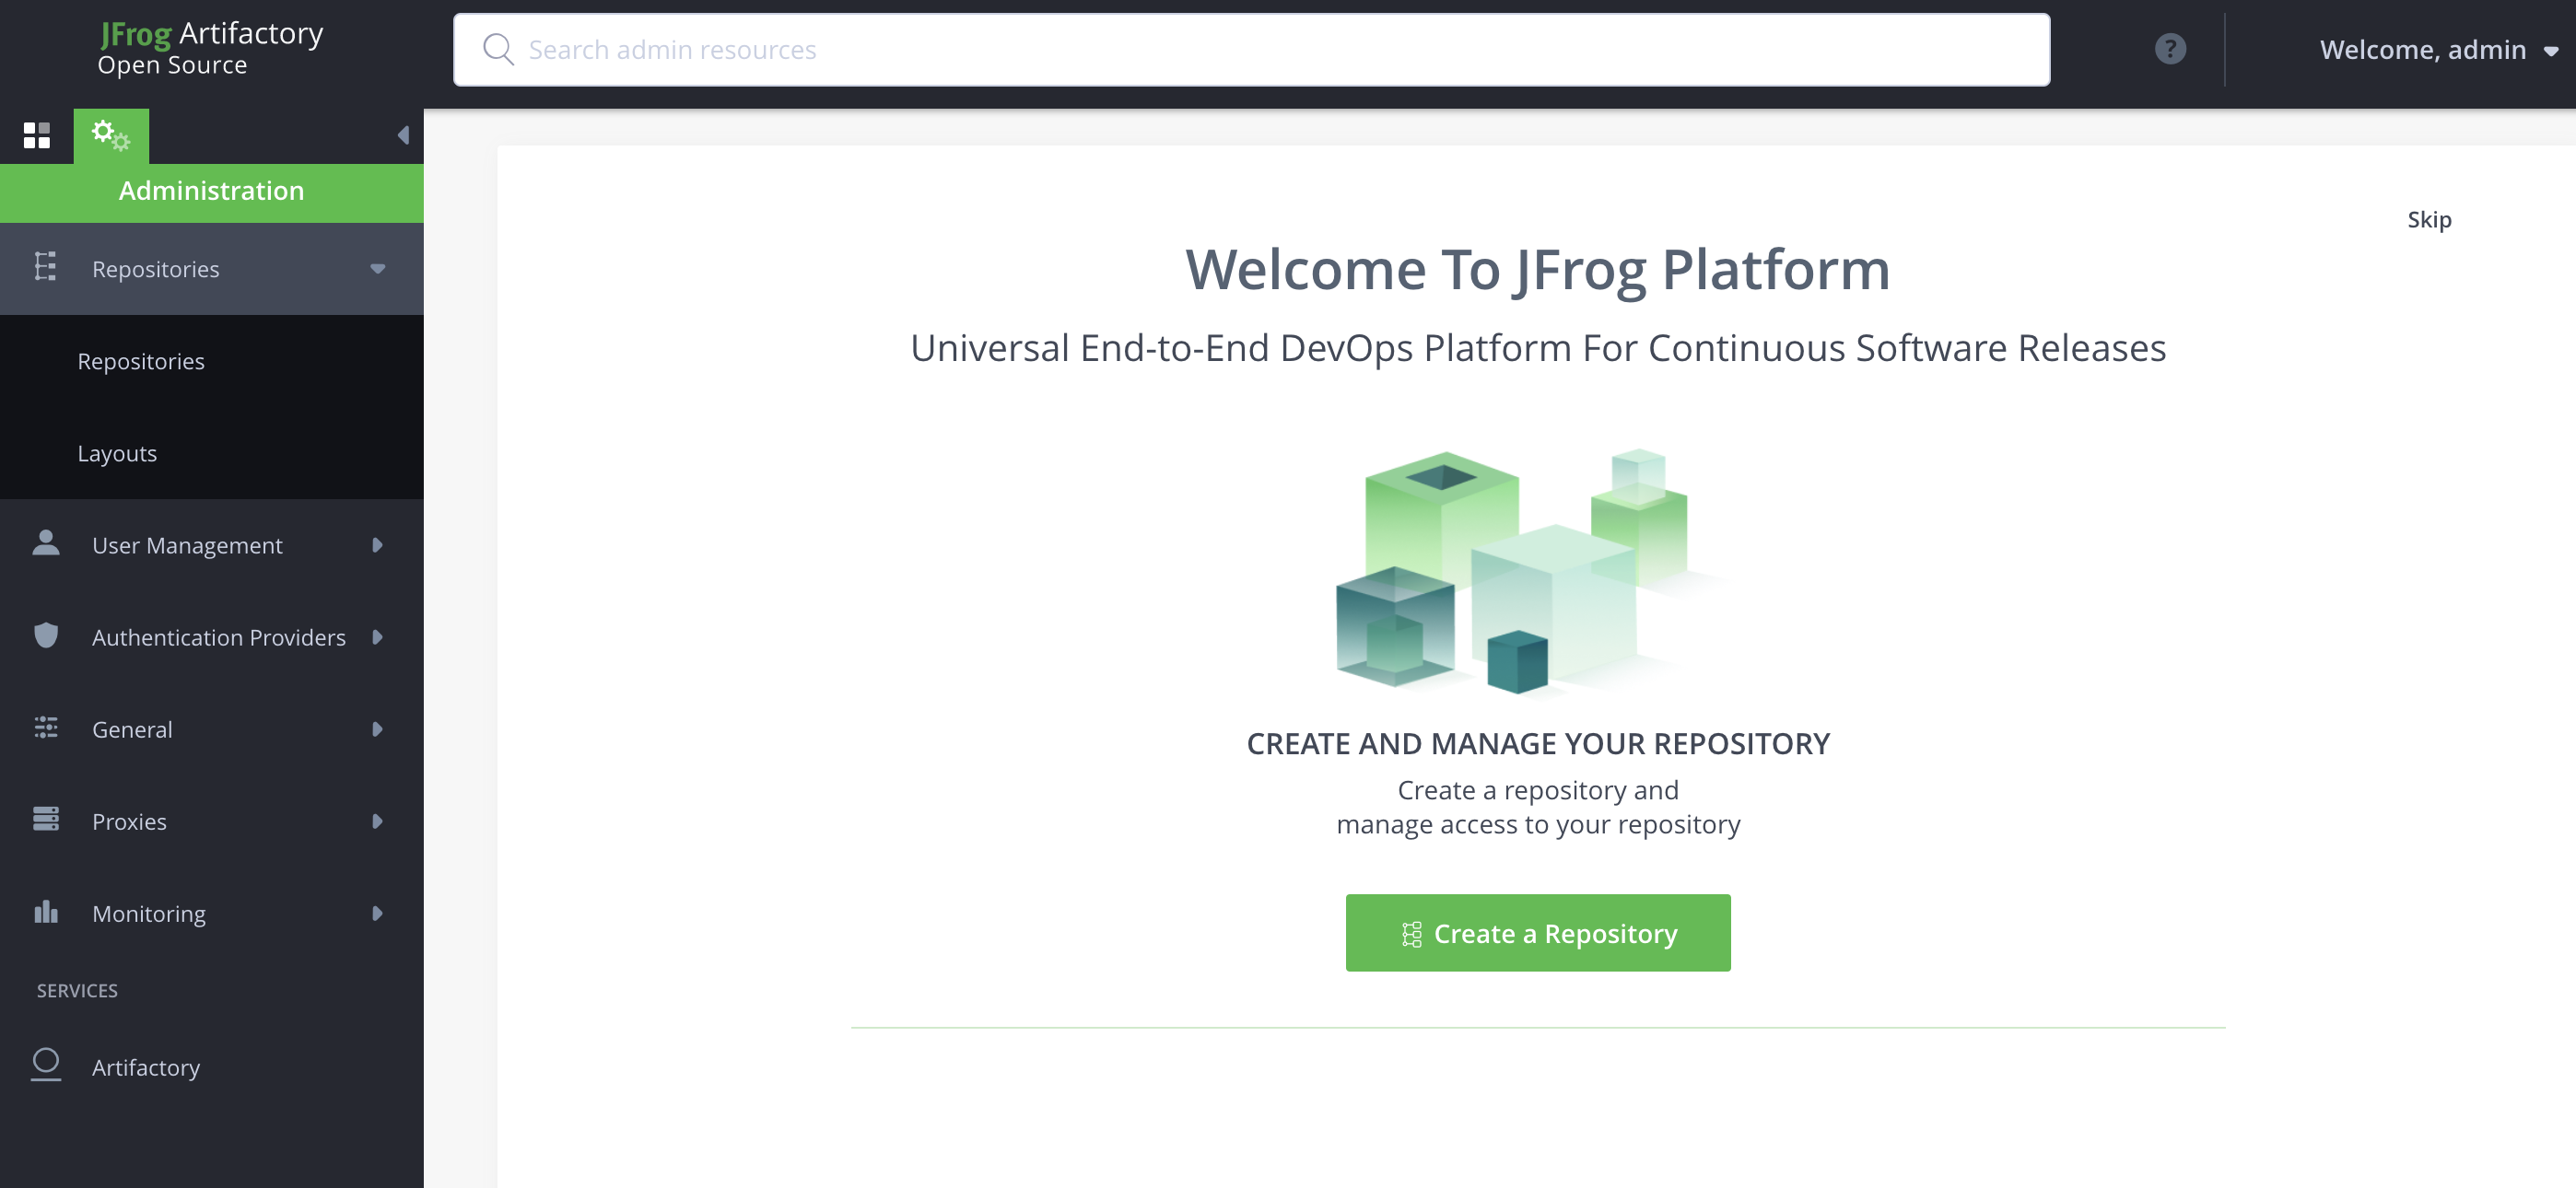 JFrog Artifactory
Open Source
Search admin resources
?
Welcome, admin
Administration
Repositories
Repositories
Layouts
User Management
Authentication Providers
General
Proxies
Monitoring
SERVICES
Artifactory
Skip
Welcome To JFrog Platform
Universal End-to-End DevOps Platform For Continuous Software Releases
CREATE AND MANAGE YOUR REPOSITORY
Create a repository and
manage access to your repository
Create a Repository